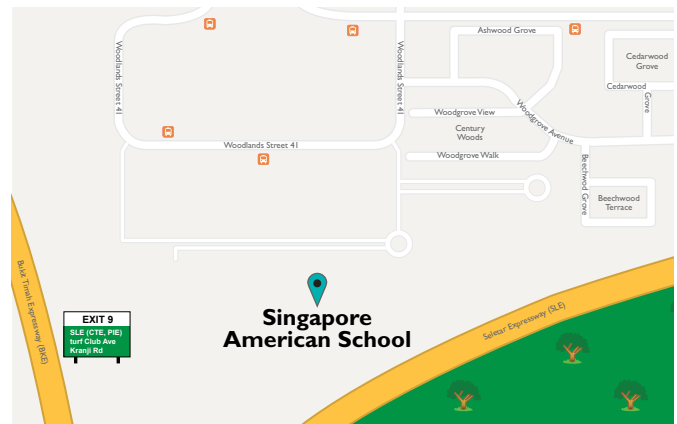 Ashwood Grove
Woodlands Street 41
Woodlands Street 41
Cedarwood
Grove
Cedarwood
Grove
Woodgrove View
Woodgrove Avenue
Century
Woods
Woodlands Street 41
Woodgrove Walk
Beechwood Grove
Beechwood
Terrace
Bukit Timah Expressway (BKE)
EXIT 9
SLE (CTE, PIE)
turf Club Ave
Kranji Rd
Singapore
American School
Seletar Expressway (SLE)